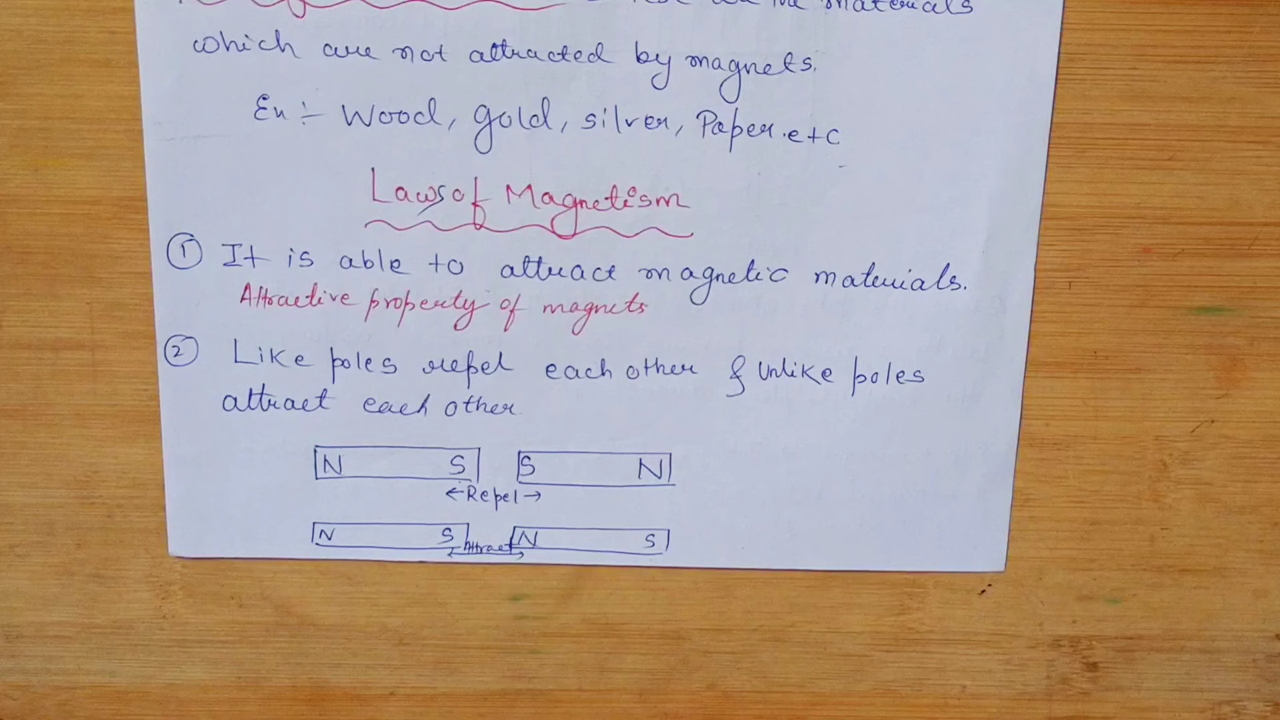 materials
which are not attracted by magnets.
Ex :- Wood, gold, silver, Paper.etc
Laws of Magnetism
① It is able to attract magnetic materials.
Attractive property of magnets
② Like poles repel each other & Unlike poles
attract each other
N S S N
←Repel→
N S N S
Attract